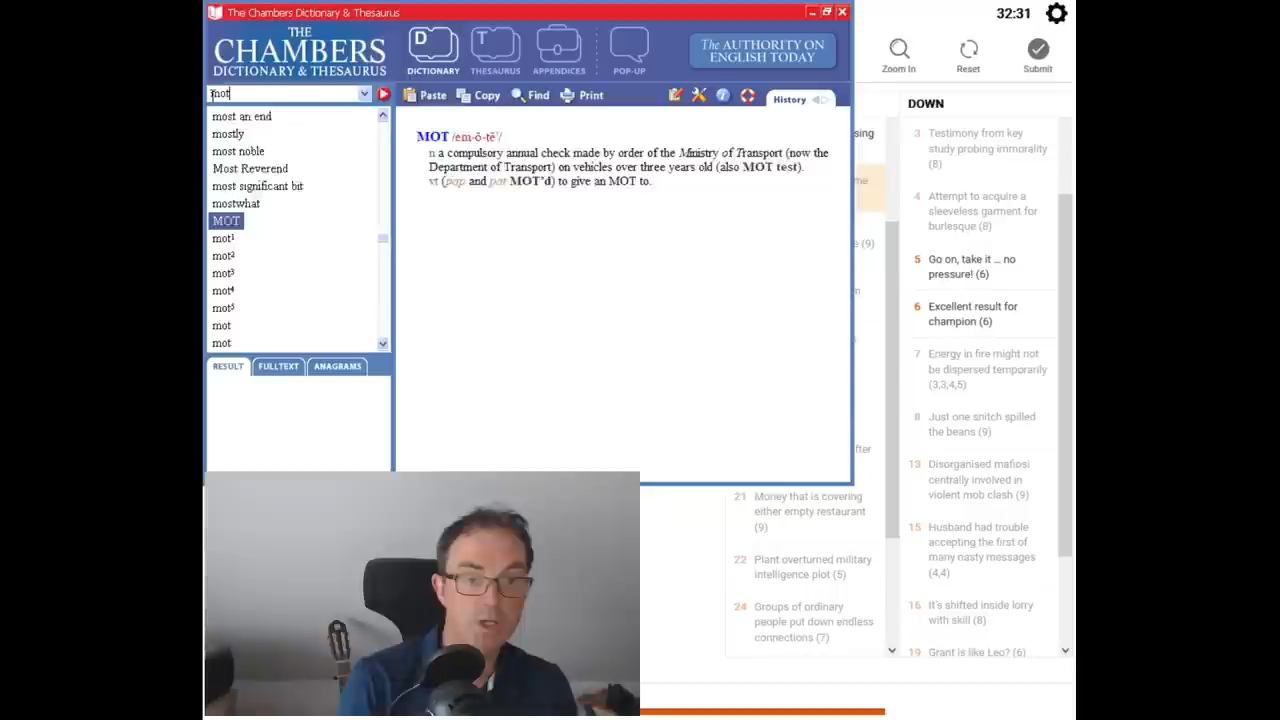 The Chambers Dictionary & Thesaurus
32:31
THE
CHAMBERS
DICTIONARY & THESAURUS
D
DICTIONARY
T
THESAURUS
APPENDICES
POP-UP
The AUTHORITY ON
ENGLISH TODAY
Zoom In
Reset
Submit
mot
Paste
Copy
Find
Print
History
most an end
mostly
most noble
Most Reverend
most significant bit
mostwhat
MOT
mot¹
mot²
mot³
mot⁴
mot⁵
mot
mot
RESULT
FULLTEXT
ANAGRAMS
MOT /em-ō-tē'/
n a compulsory annual check made by order of the Ministry of Transport (now the
Department of Transport) on vehicles over three years old (also MOT test).
vt (pap and pat MOT'd) to give an MOT to.
sing
me
e (9)
fter
21 Money that is covering
either empty restaurant
(9)
22 Plant overturned military
intelligence plot (5)
24 Groups of ordinary
people put down endless
connections (7)
DOWN
3 Testimony from key
study probing immorality
(8)
4 Attempt to acquire a
sleeveless garment for
burlesque (8)
5 Go on, take it ... no
pressure! (6)
6 Excellent result for
champion (6)
7 Energy in fire might not
be dispersed temporarily
(3,3,4,5)
8 Just one snitch spilled
the beans (9)
13 Disorganised mafiosi
centrally involved in
violent mob clash (9)
15 Husband had trouble
accepting the first of
many nasty messages
(4,4)
16 It's shifted inside lorry
with skill (8)
19 Grant is like Leo? (6)